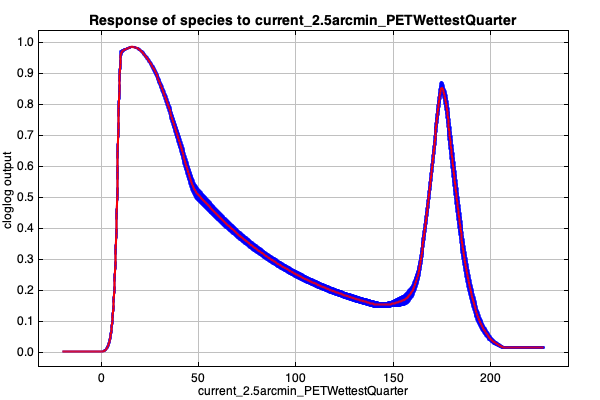 Response of species to current_2.5arcmin_PETWettestQuarter
1.0
0.9
0.8
0.7
0.6
0.5
0.4
0.3
0.2
0.1
0.0
cloglog output
0 50 100 150 200
current_2.5arcmin_PETWettestQuarter